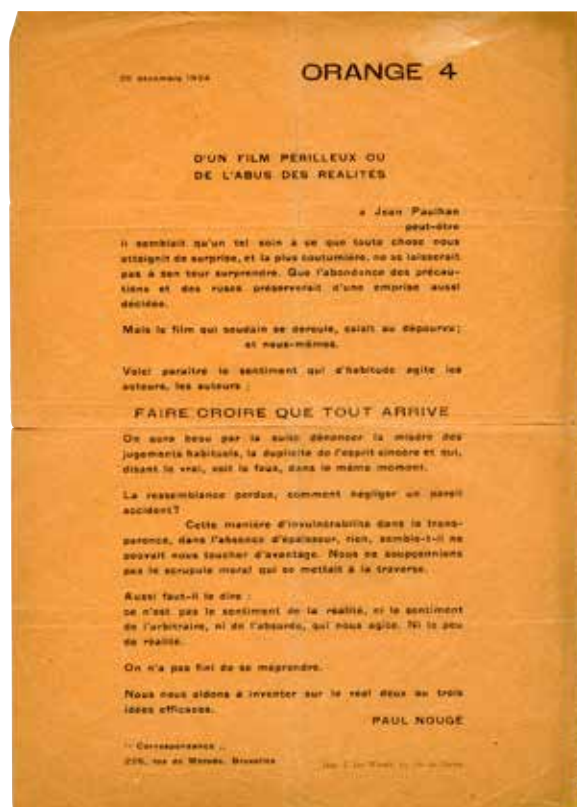 20 décembre 1924
ORANGE 4
D'UN FILM PÉRILLEUX OU
DE L'ABUS DES RÉALITÉS
à Jean Paulhan
peut-être
Il semblait qu'un tel soin à ce que toute chose nous
atteignit de surprise, et la plus coutumière, ne se laisserait
pas à son tour surprendre. Que l'abondance des précau-
tions et des ruses préserverait d'une emprise aussi
décidée.
Mais le film qui soudain se déroule, saisit au dépourvu;
et nous-mêmes.
Voici paraître le sentiment qui d'habitude agite les
acteurs, les auteurs :
FAIRE CROIRE QUE TOUT ARRIVE
On aura beau par la suite dénoncer la misère des
jugements habituels, la duplicité de l'esprit sincère et qui,
disant le vrai, voit le faux, dans le même moment.
La ressemblance perdue, comment négliger un pareil
accident?
Cette manière d'invulnérabilité dans la trans-
parence, dans l'absence d'épaisseur, rien, semble-t-il ne
pouvait nous toucher d'avantage. Nous ne soupçonnions
pas le scrupule moral qui se mettait à la traverse.
Aussi faut-il le dire :
ce n'est pas le sentiment de la réalité, ni le sentiment
de l'arbitraire, ni de l'absurde, qui nous agite. Ni le peu
de réalité.
On n'a pas fini de se méprendre.
Nous nous aidons à inventer sur le réel deux ou trois
idées efficaces.
PAUL NOUGÉ
" Correspondance "
226, rue de Mérode, Bruxelles